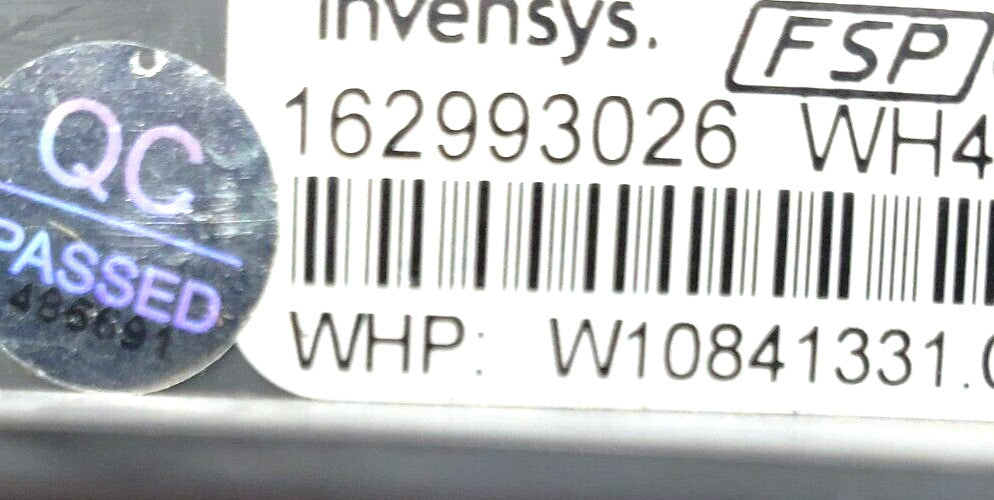 invensys.
FSP
162993026 WH4
WHP: W10841331.
QC
PASSED
485691